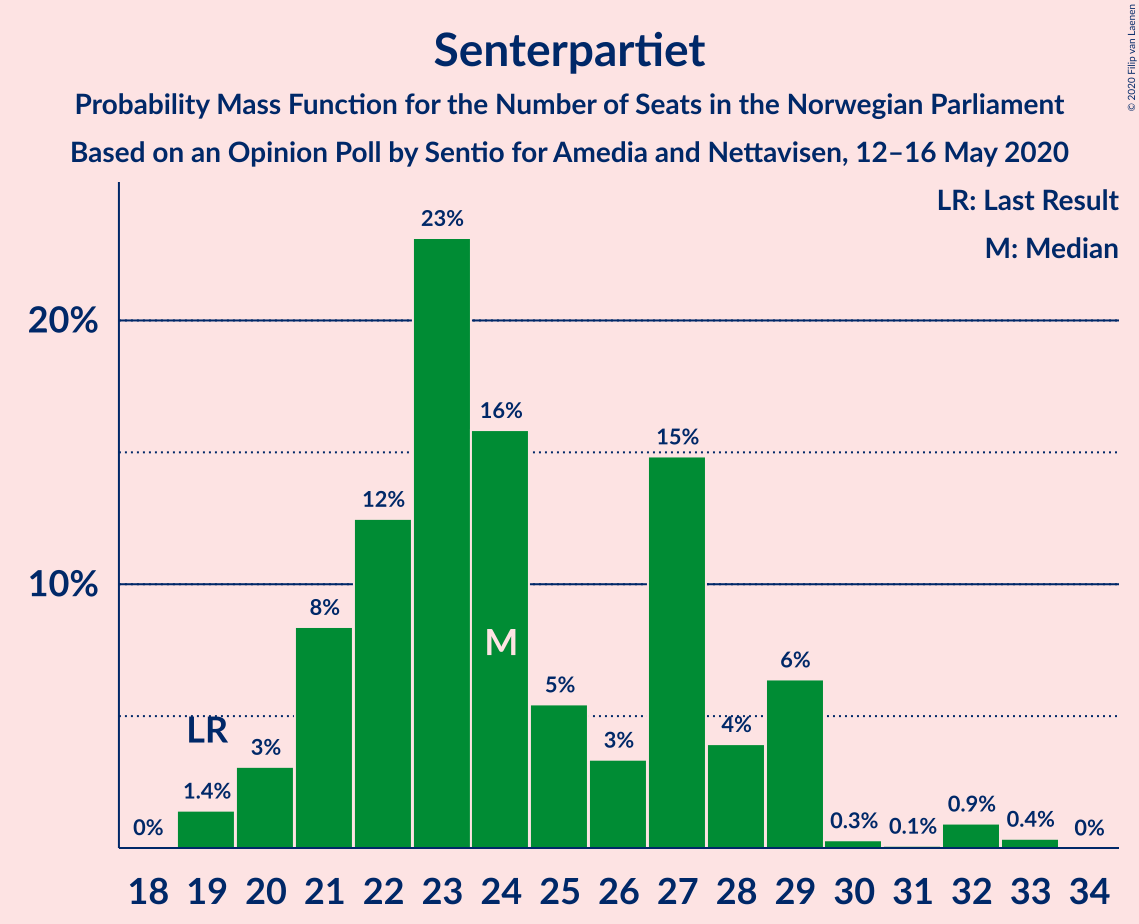 Senterpartiet
Probability Mass Function for the Number of Seats in the Norwegian Parliament
Based on an Opinion Poll by Sentio for Amedia and Nettavisen, 12–16 May 2020
© 2020 Filip van Laenen
LR: Last Result
M: Median
20%
10%
0%
1.4%
3%
8%
12%
23%
16%
5%
3%
15%
4%
6%
0.3%
0.1%
0.9%
0.4%
0%
LR
M
18 19 20 21 22 23 24 25 26 27 28 29 30 31 32 33 34